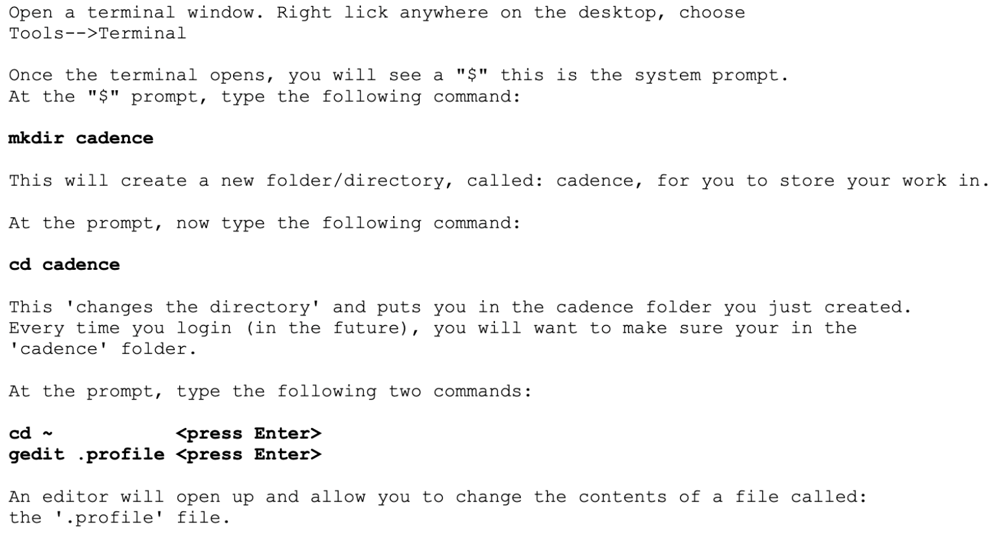 Open a terminal window. Right lick anywhere on the desktop, choose
Tools-->Terminal
Once the terminal opens, you will see a "$" this is the system prompt.
At the "$" prompt, type the following command:
mkdir cadence
This will create a new folder/directory, called: cadence, for you to store your work in.
At the prompt, now type the following command:
cd cadence
This 'changes the directory' and puts you in the cadence folder you just created.
Every time you login (in the future), you will want to make sure your in the
'cadence' folder.
At the prompt, type the following two commands:
cd ~           <press Enter>
gedit .profile <press Enter>
An editor will open up and allow you to change the contents of a file called:
the '.profile' file.